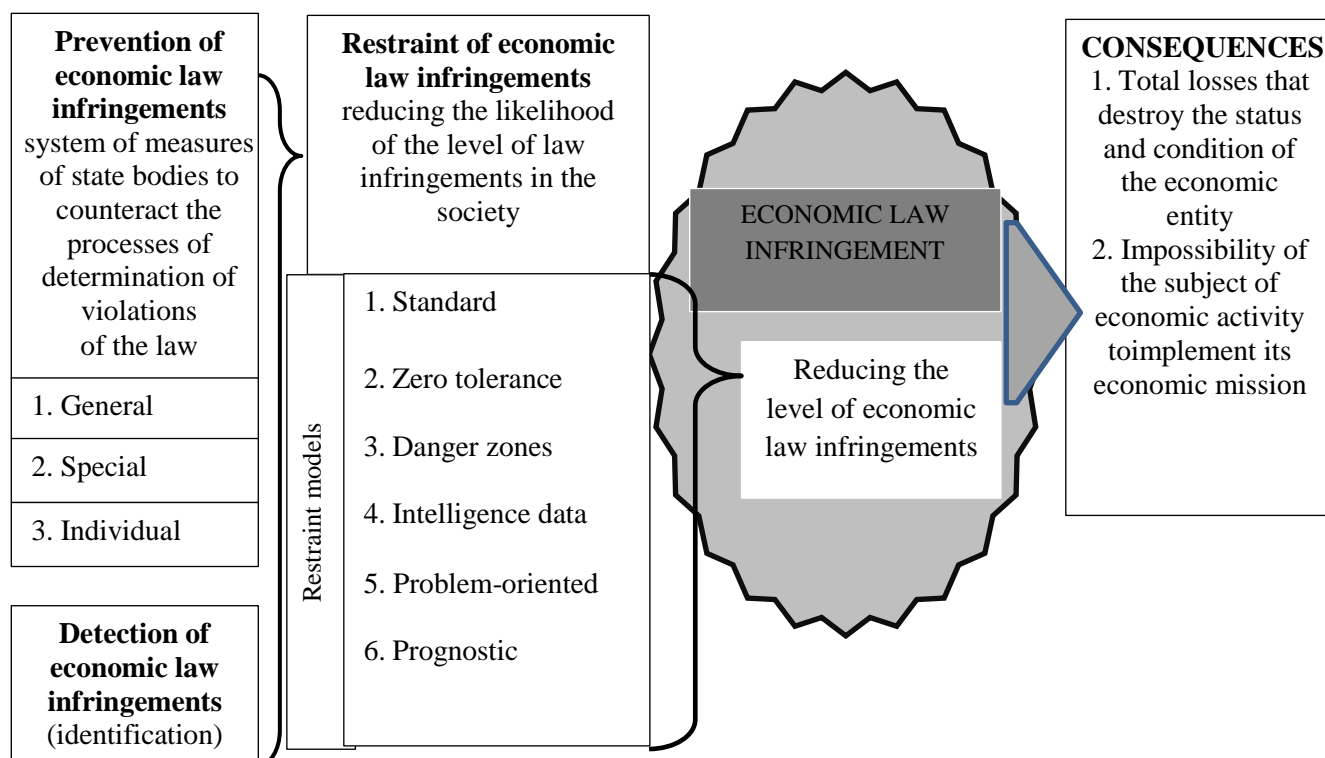 Prevention of
economic law
infringements
system of measures
of state bodies to
counteract the
processes of
determination of
violations
of the law
1. General
2. Special
3. Individual
Detection of
economic law
infringements
(identification)
Restraint of economic
law infringements
reducing the likelihood
of the level of law
infringements in the
society
Restraint models
1. Standard
2. Zero tolerance
3. Danger zones
4. Intelligence data
5. Problem-oriented
6. Prognostic
ECONOMIC LAW
INFRINGEMENT
Reducing the
level of economic
law infringements
CONSEQUENCES
1. Total losses that
destroy the status
and condition of
the economic
entity
2. Impossibility of
the subject of
economic activity
toimplement its
economic mission